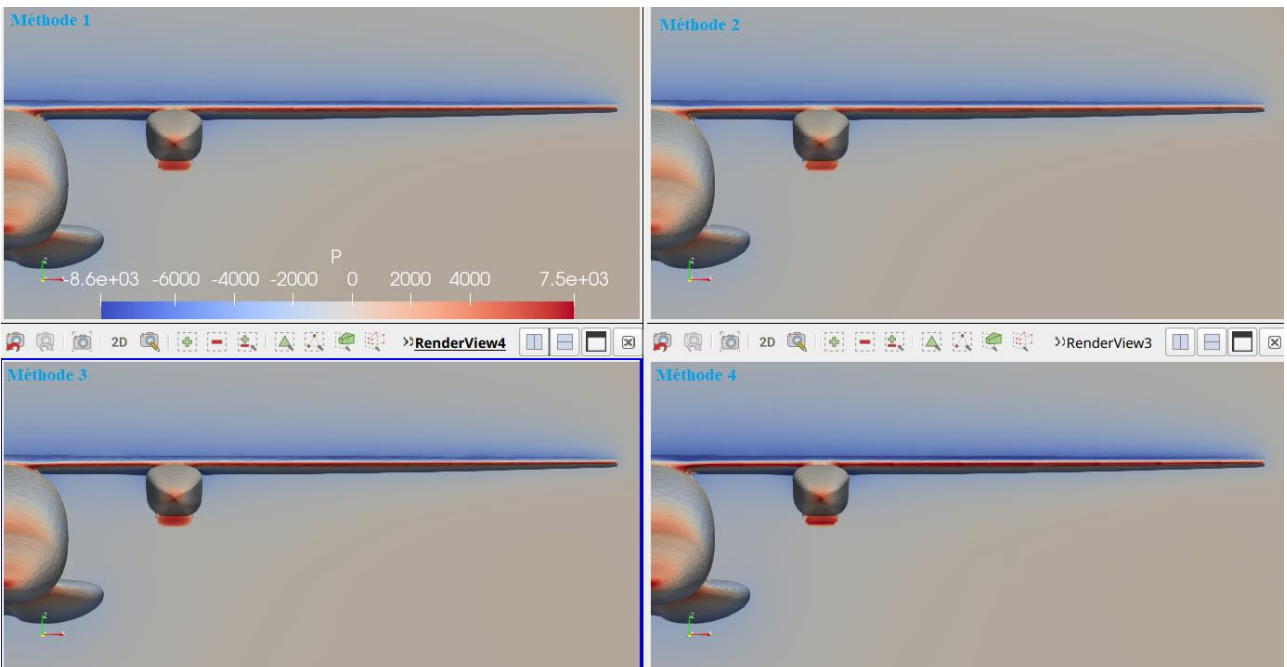 Méthode 1
Méthode 2
P
-8.6e+03 -6000 -4000 -2000 0 2000 4000 7.5e+03
2D
RenderView4
2D
RenderView3
Méthode 3
Méthode 4